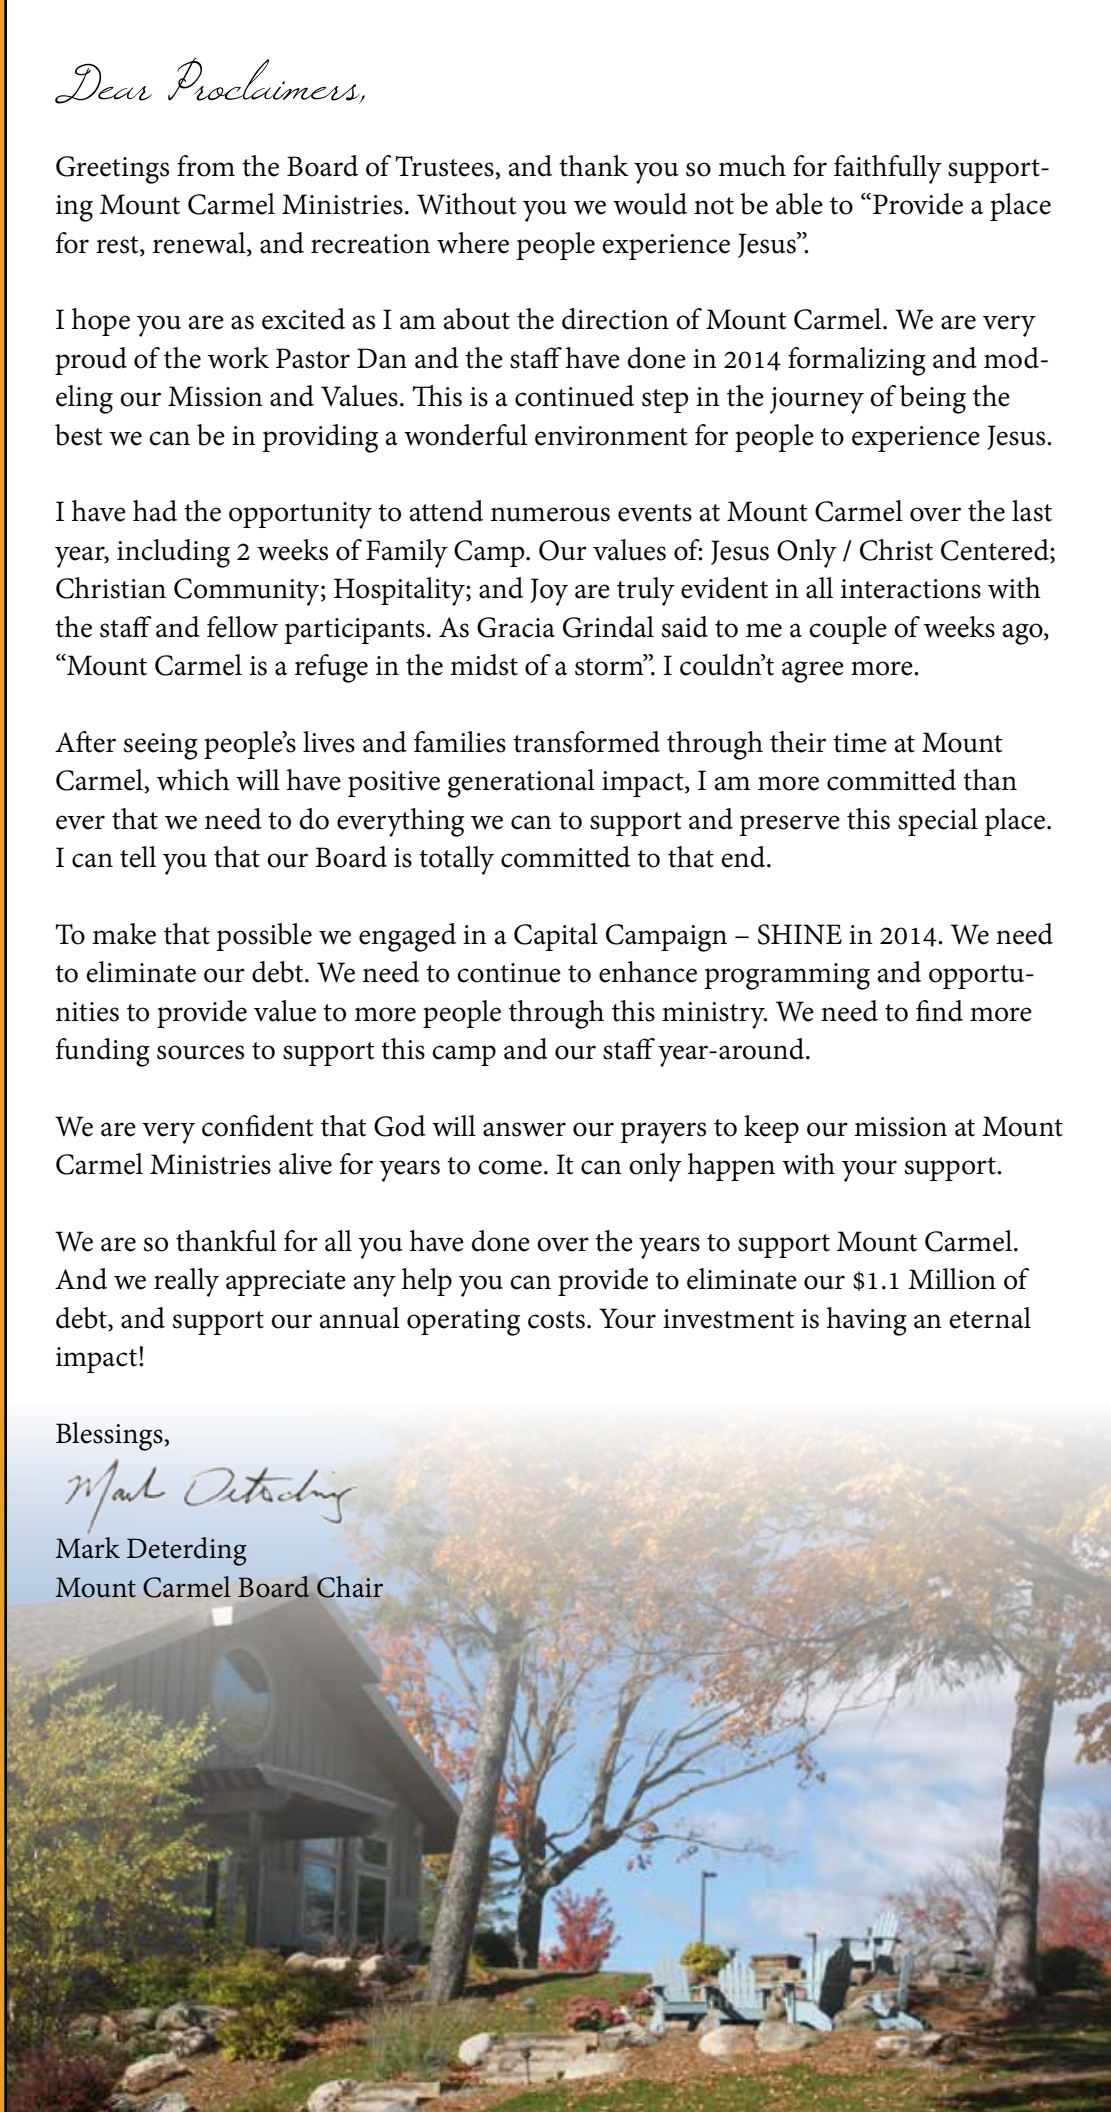 Dear Proclaimers,
Greetings from the Board of Trustees, and thank you so much for faithfully support-
ing Mount Carmel Ministries. Without you we would not be able to “Provide a place
for rest, renewal, and recreation where people experience Jesus”.
I hope you are as excited as I am about the direction of Mount Carmel. We are very
proud of the work Pastor Dan and the staff have done in 2014 formalizing and mod-
eling our Mission and Values. This is a continued step in the journey of being the
best we can be in providing a wonderful environment for people to experience Jesus.
I have had the opportunity to attend numerous events at Mount Carmel over the last
year, including 2 weeks of Family Camp. Our values of: Jesus Only / Christ Centered;
Christian Community; Hospitality; and Joy are truly evident in all interactions with
the staff and fellow participants. As Gracia Grindal said to me a couple of weeks ago,
“Mount Carmel is a refuge in the midst of a storm”. I couldn’t agree more.
After seeing people’s lives and families transformed through their time at Mount
Carmel, which will have positive generational impact, I am more committed than
ever that we need to do everything we can to support and preserve this special place.
I can tell you that our Board is totally committed to that end.
To make that possible we engaged in a Capital Campaign – SHINE in 2014. We need
to eliminate our debt. We need to continue to enhance programming and opportu-
nities to provide value to more people through this ministry. We need to find more
funding sources to support this camp and our staff year-around.
We are very confident that God will answer our prayers to keep our mission at Mount
Carmel Ministries alive for years to come. It can only happen with your support.
We are so thankful for all you have done over the years to support Mount Carmel.
And we really appreciate any help you can provide to eliminate our $1.1 Million of
debt, and support our annual operating costs. Your investment is having an eternal
impact!
Blessings,
Mark Deterding
Mark Deterding
Mount Carmel Board Chair